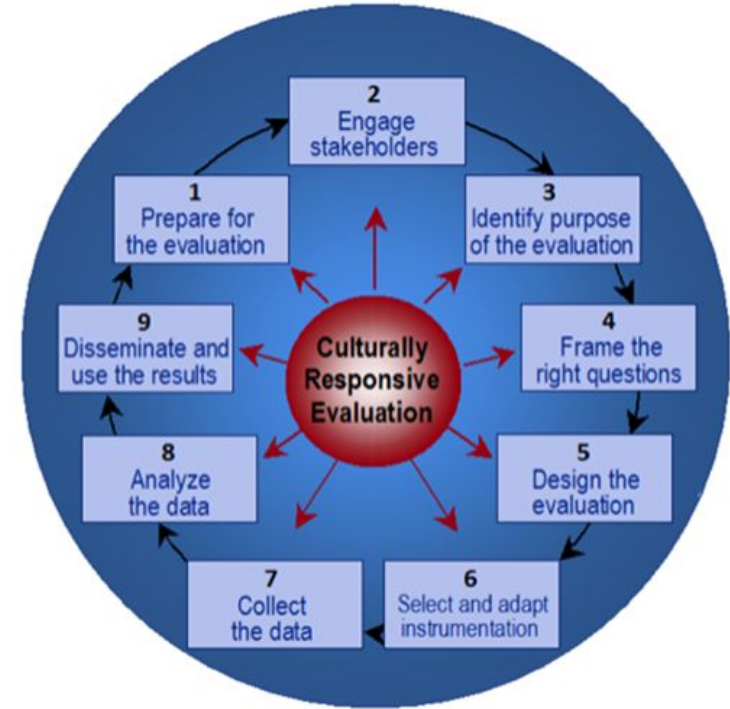 2
Engage
stakeholders
1
Prepare for
the evaluation
3
Identify purpose
of the evaluation
9
Disseminate and
use the results
Culturally
Responsive
Evaluation
4
Frame the
right questions
8
Analyze
the data
5
Design the
evaluation
7
Collect
the data
6
Select and adapt
instrumentation